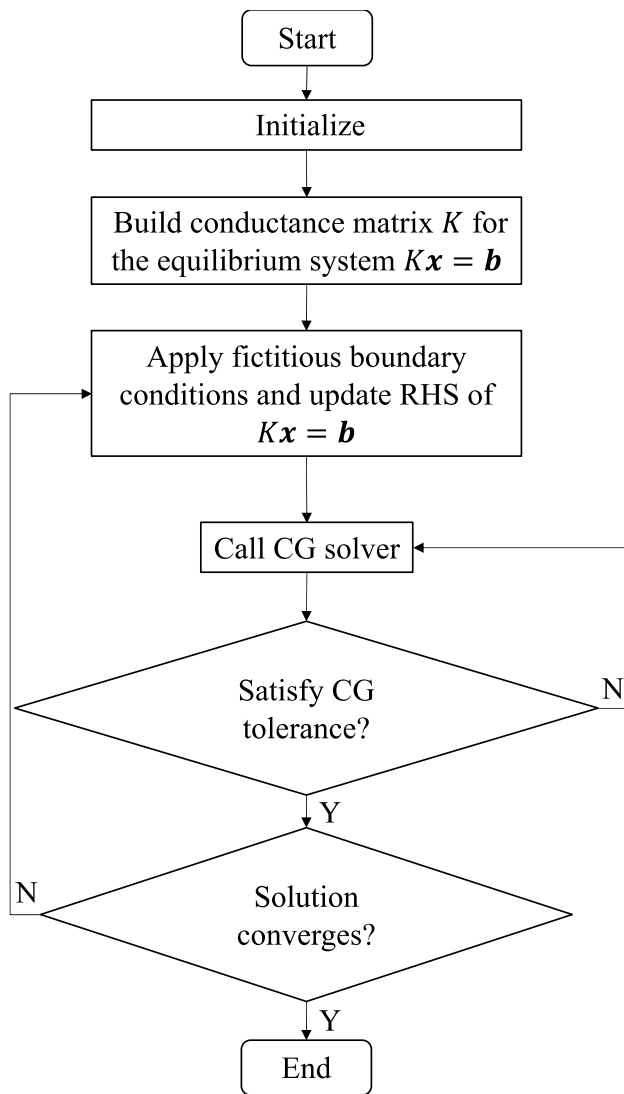 Start
Initialize
Build conductance matrix K for
the equilibrium system Kx = b
Apply fictitious boundary
conditions and update RHS of
Kx = b
Call CG solver
Satisfy CG
tolerance?
N
Y
Solution
converges?
N
Y
End